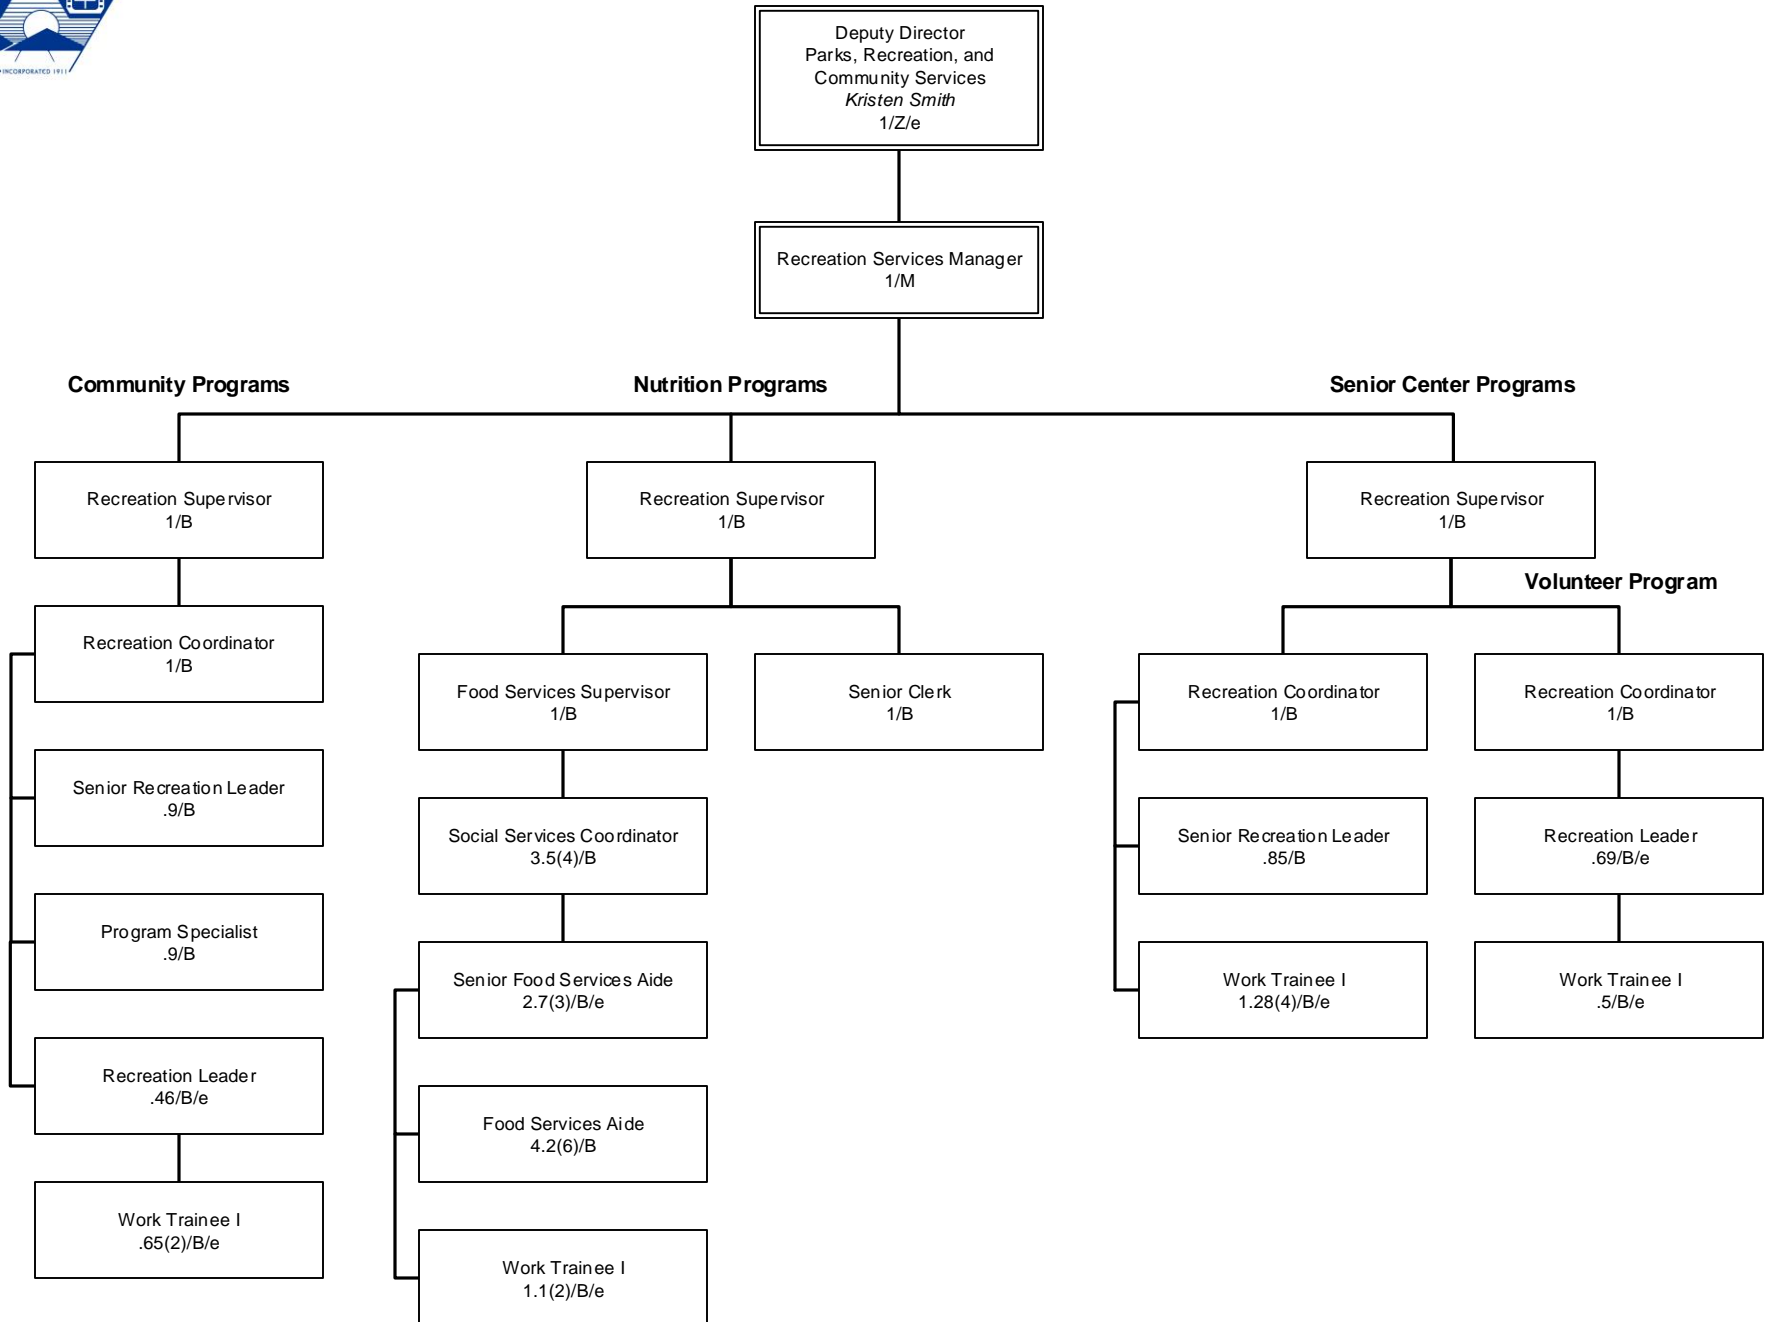 INCORPORATED 1911
Deputy Director
Parks, Recreation, and
Community Services
Kristen Smith
1/Z/e
Recreation Services Manager
1/M
Community Programs
Nutrition Programs
Senior Center Programs
Recreation Supervisor
1/B
Recreation Supervisor
1/B
Recreation Supervisor
1/B
Volunteer Program
Recreation Coordinator
1/B
Food Services Supervisor
1/B
Senior Clerk
1/B
Recreation Coordinator
1/B
Recreation Coordinator
1/B
Senior Recreation Leader
.9/B
Social Services Coordinator
3.5(4)/B
Senior Recreation Leader
.85/B
Recreation Leader
.69/B/e
Program Specialist
.9/B
Senior Food Services Aide
2.7(3)/B/e
Work Trainee I
1.28(4)/B/e
Work Trainee I
.5/B/e
Recreation Leader
.46/B/e
Food Services Aide
4.2(6)/B
Work Trainee I
.65(2)/B/e
Work Trainee I
1.1(2)/B/e